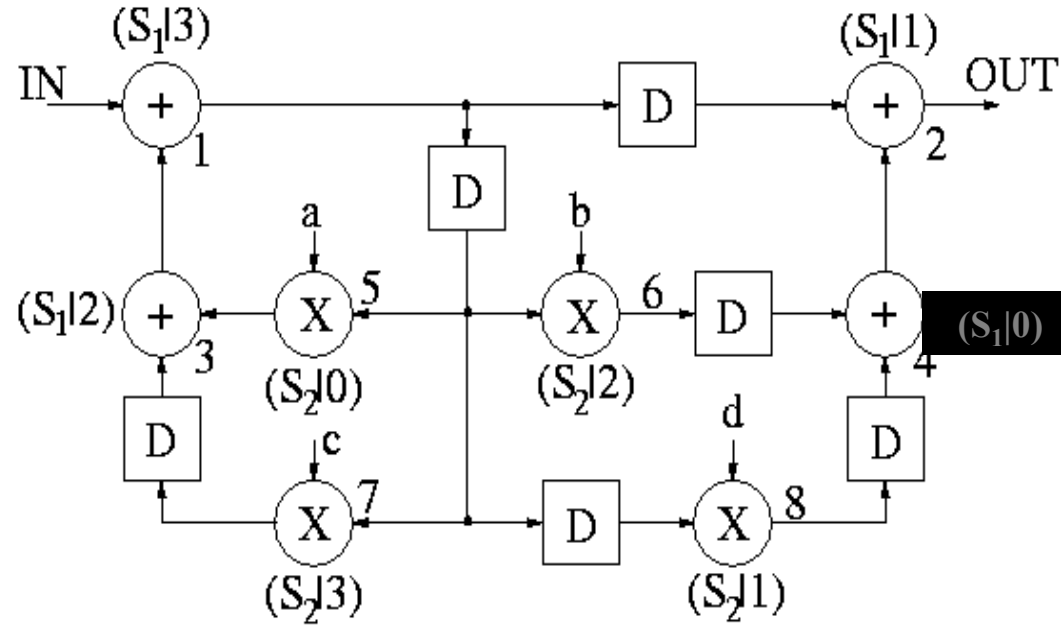 (S₁|3)
(S₁|1)
IN
+
D
+
OUT
1
2
D
a
b
(S₁|2)
+
X
5
X
6
D
+
(S₁|0)
3
4
(S₂|0)
(S₂|2)
D
c
d
D
X
7
D
X
8
(S₂|3)
(S₂|1)